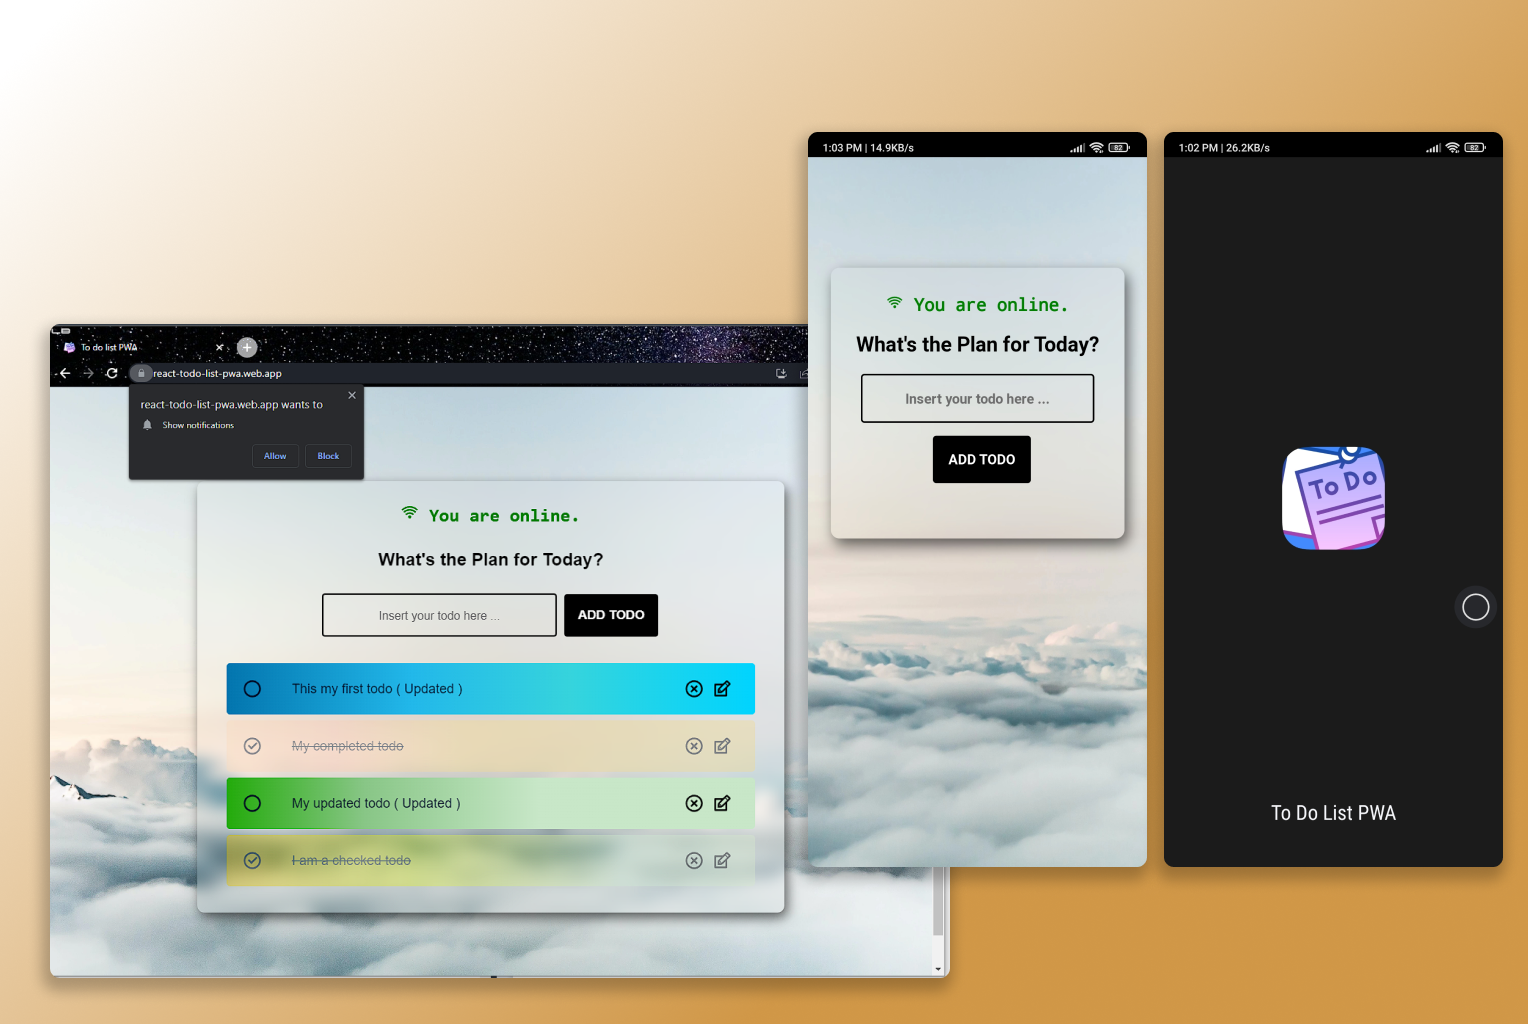 To do list PWA
react-todo-list-pwa.web.app
react-todo-list-pwa.web.app wants to
Show notifications
Allow Block
You are online.
What's the Plan for Today?
Insert your todo here ...
ADD TODO
This my first todo ( Updated )
My completed todo
My updated todo ( Updated )
I am a checked todo
1:03 PM | 14.9KB/s
82
You are online.
What's the Plan for Today?
Insert your todo here ...
ADD TODO
1:02 PM | 26.2KB/s
82
To Do
To Do List PWA